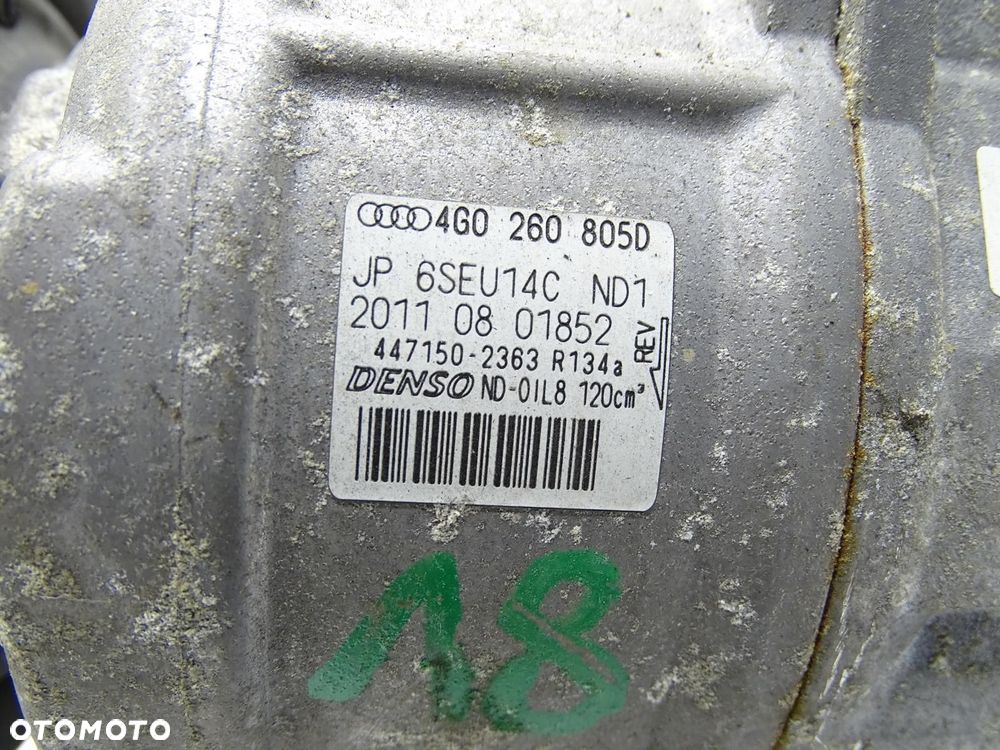 4G0 260 805D
JP 6SEU14C ND1
2011 08 01852
447150-2363 R134a
REV
DENSO ND-OIL8 120cm³
18
OTOMOTO